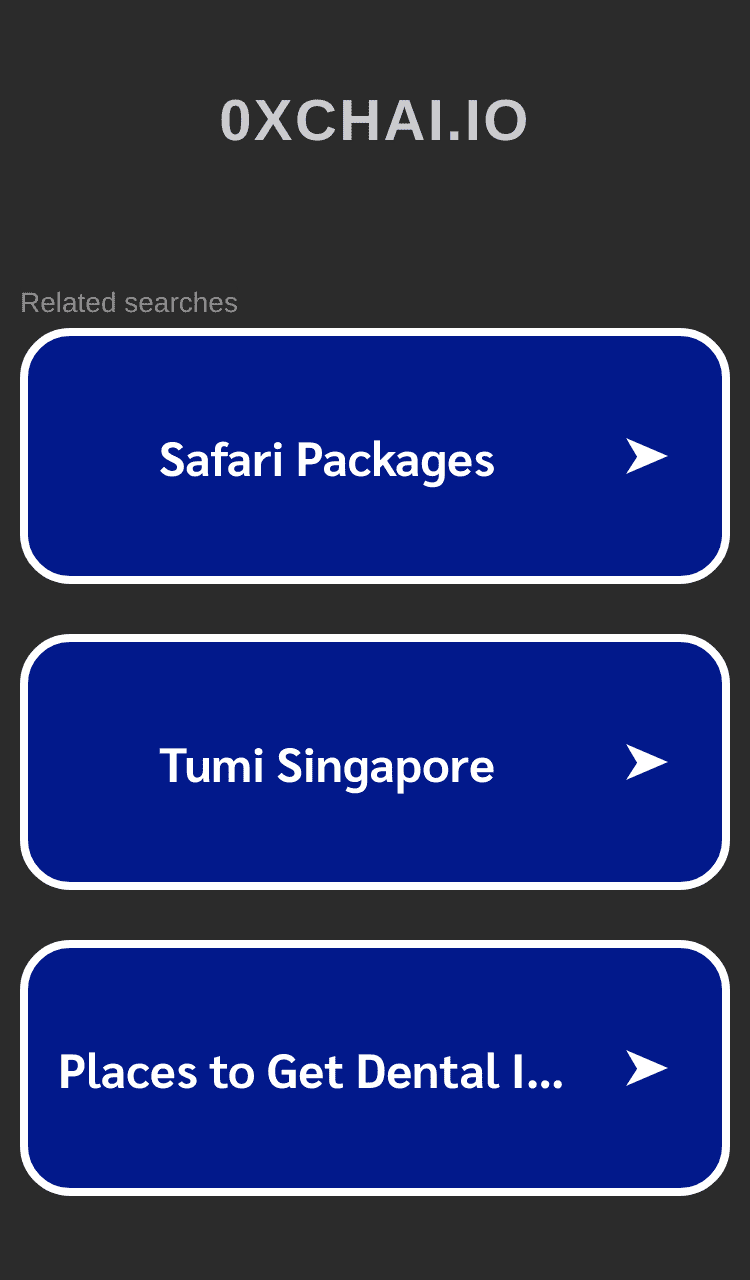 0XCHAI.IO
Related searches
Safari Packages
Tumi Singapore
Places to Get Dental I...